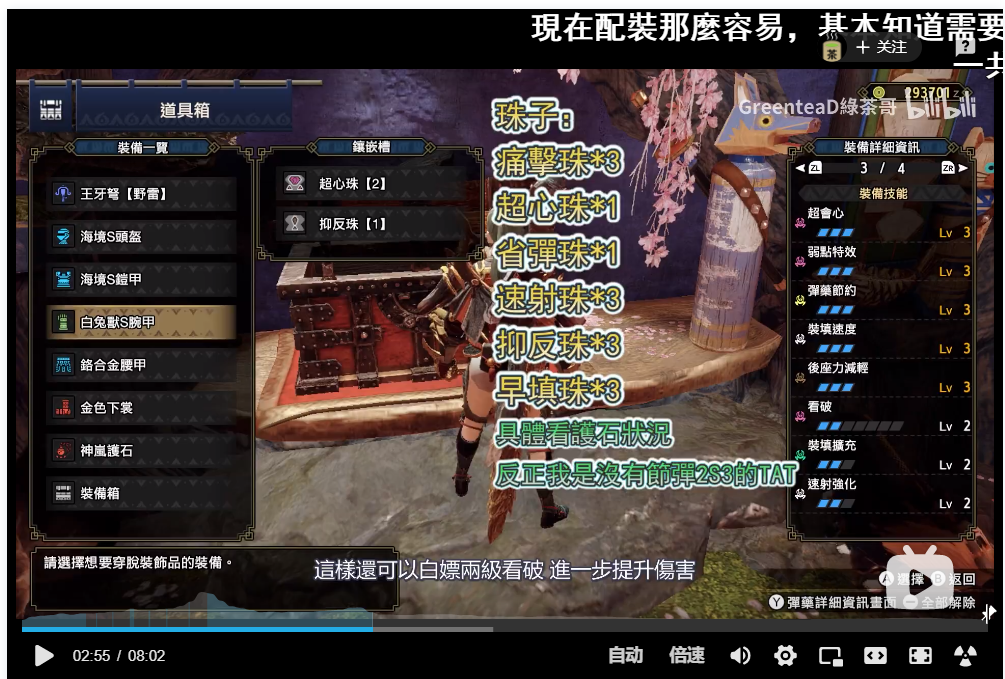 現在配裝那麼容易，基本知道需要
一共
茶
+ 关注
?
道具箱
GreenteaD綠茶哥 bilibili
293701z
珠子:
痛擊珠*3
超心珠*1
省彈珠*1
速射珠*3
抑反珠*3
早填珠*3
具體看護石狀況
反正我是沒有節彈2S3的TAT
裝備一覽
王牙弩【野雷】
海境S頭盔
海境S鎧甲
白兔獸S腕甲
鉻合金腰甲
金色下裳
神嵐護石
裝備箱
鑲嵌槽
超心珠【2】
抑反珠【1】
裝備詳細資訊
ZL 3 / 4 ZR
裝備技能
超會心
Lv 3
弱點特效
Lv 3
彈藥節約
Lv 3
裝填速度
Lv 3
後座力減輕
Lv 3
看破
Lv 2
裝填擴充
Lv 2
速射強化
Lv 2
請選擇想要穿脫裝飾品的裝備。
這樣還可以白嫖兩級看破 進一步提升傷害
A 選擇 B 返回
Y 彈藥詳細資訊畫面 － 全部解除
02:55 / 08:02
自动
倍速